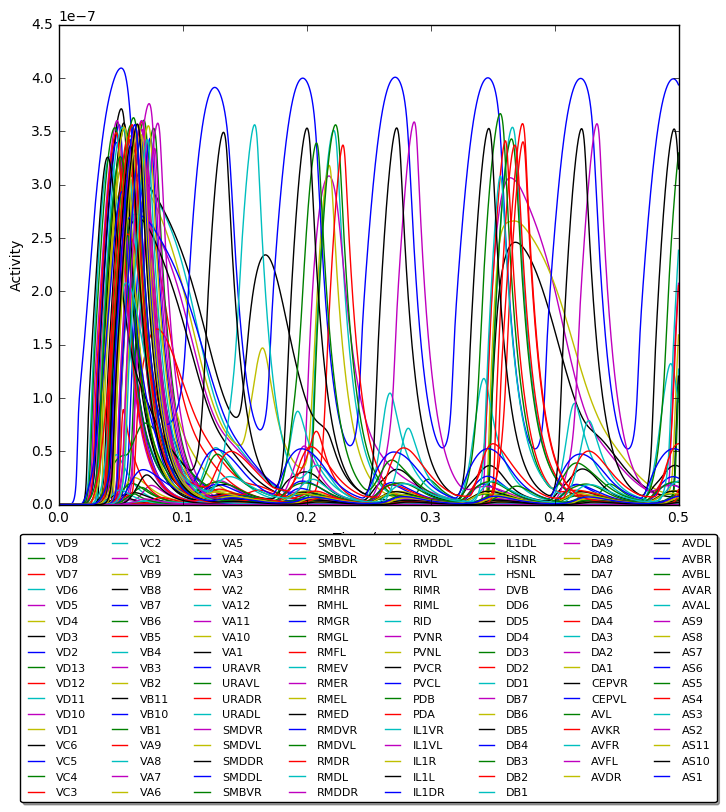 1e−7
4.5
4.0
3.5
3.0
2.5
2.0
1.5
1.0
0.5
0.0
Activity
0.0
0.1
0.2
0.3
0.4
0.5
VD9
VD8
VD7
VD6
VD5
VD4
VD3
VD2
VD13
VD12
VD11
VD10
VD1
VC6
VC5
VC4
VC3
VC2
VC1
VB9
VB8
VB7
VB6
VB5
VB4
VB3
VB2
VB11
VB10
VB1
VA9
VA8
VA7
VA6
VA5
VA4
VA3
VA2
VA12
VA11
VA10
VA1
URAVR
URAVL
URADR
URADL
SMDVR
SMDVL
SMDDR
SMDDL
SMBVR
SMBVL
SMBDR
SMBDL
RMHR
RMHL
RMGR
RMGL
RMFL
RMEV
RMER
RMEL
RMED
RMDVR
RMDVL
RMDR
RMDL
RMDDR
RMDDL
RIVR
RIVL
RIMR
RIML
RID
PVNR
PVNL
PVCR
PVCL
PDB
PDA
IL1VR
IL1VL
IL1R
IL1L
IL1DR
IL1DL
HSNR
HSNL
DVB
DD6
DD5
DD4
DD3
DD2
DD1
DB7
DB6
DB5
DB4
DB3
DB2
DB1
DA9
DA8
DA7
DA6
DA5
DA4
DA3
DA2
DA1
CEPVR
CEPVL
AVL
AVKR
AVFR
AVFL
AVDR
AVDL
AVBR
AVBL
AVAR
AVAL
AS9
AS8
AS7
AS6
AS5
AS4
AS3
AS2
AS11
AS10
AS1